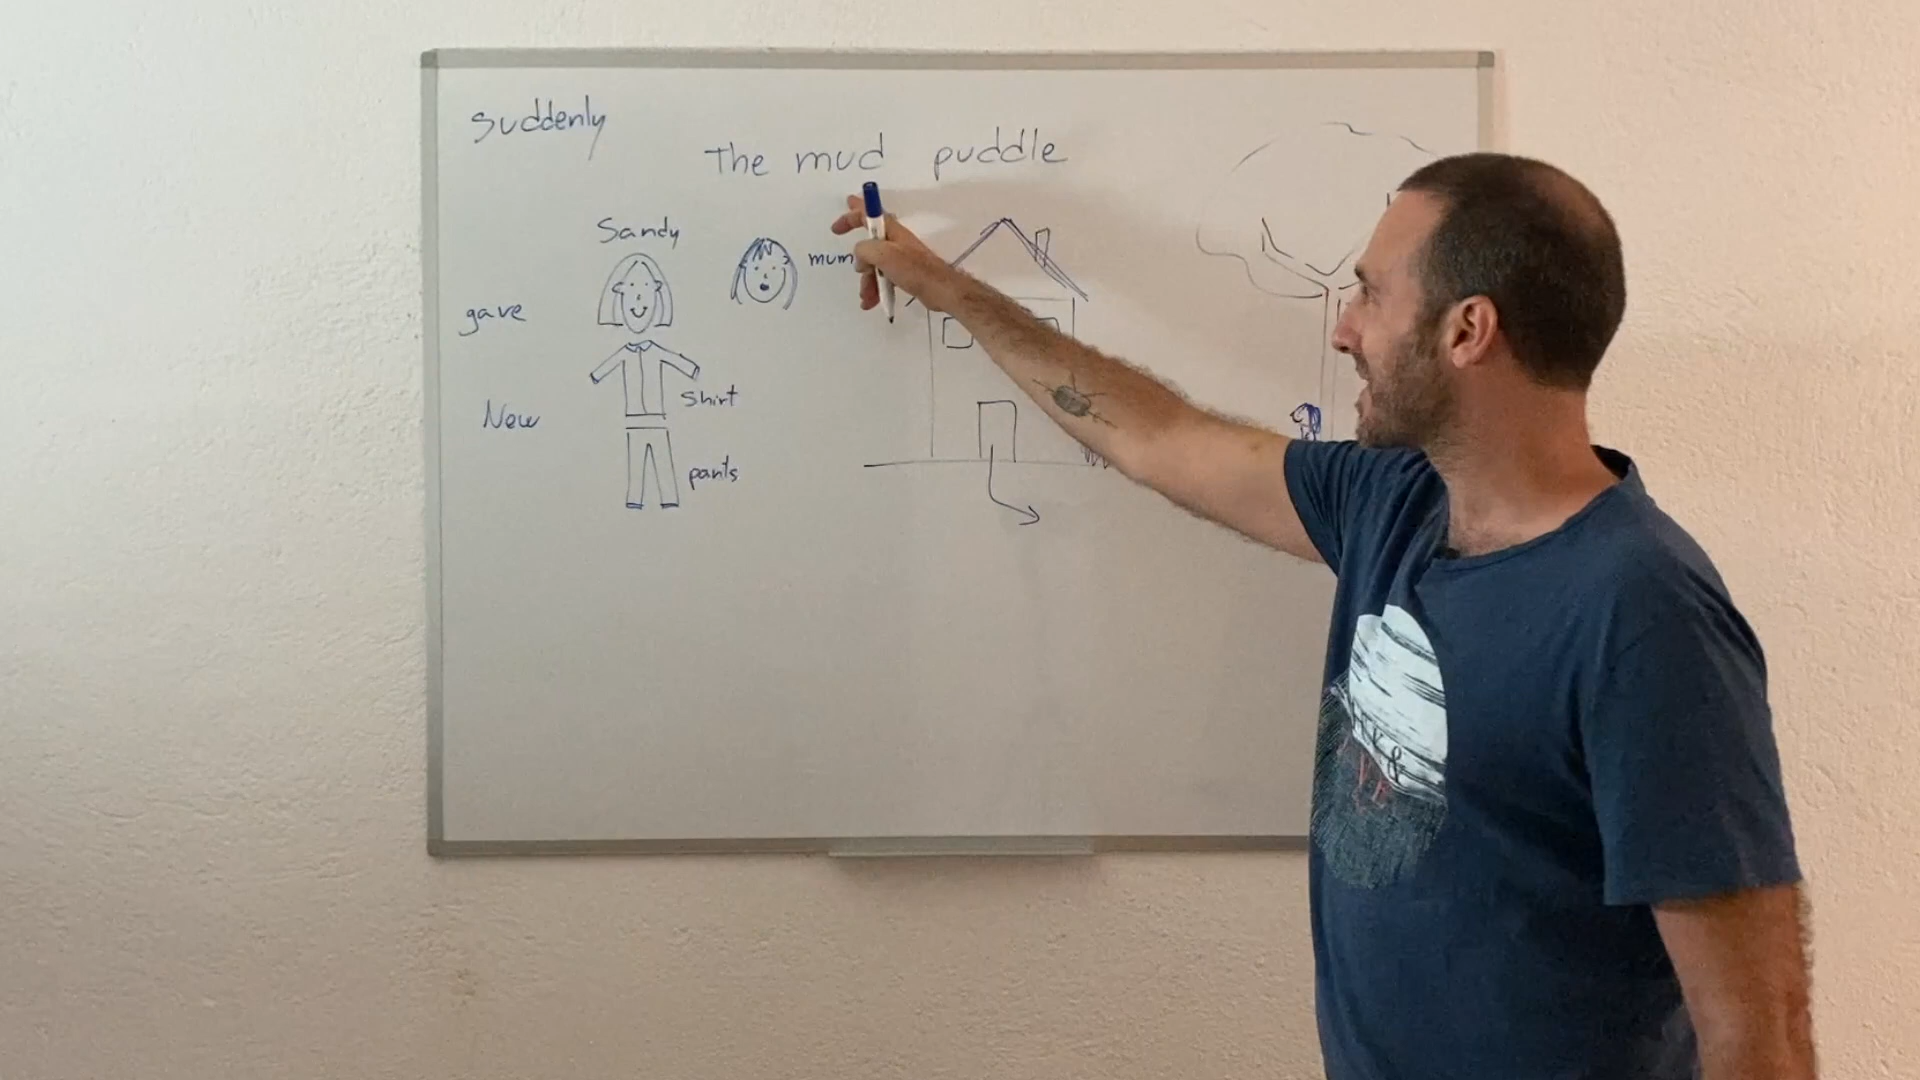 Suddenly
The mud puddle
Sandy
mum
gave
shirt
New
pants